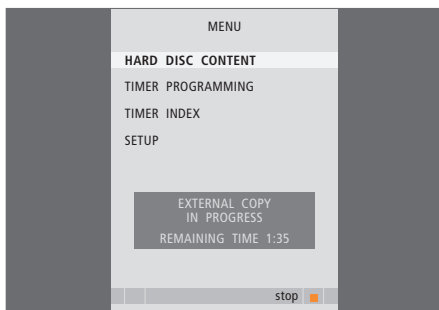 MENU
HARD DISC CONTENT
TIMER PROGRAMMING
TIMER INDEX
SETUP
EXTERNAL COPY
IN PROGRESS
REMAINING TIME 1:35
stop